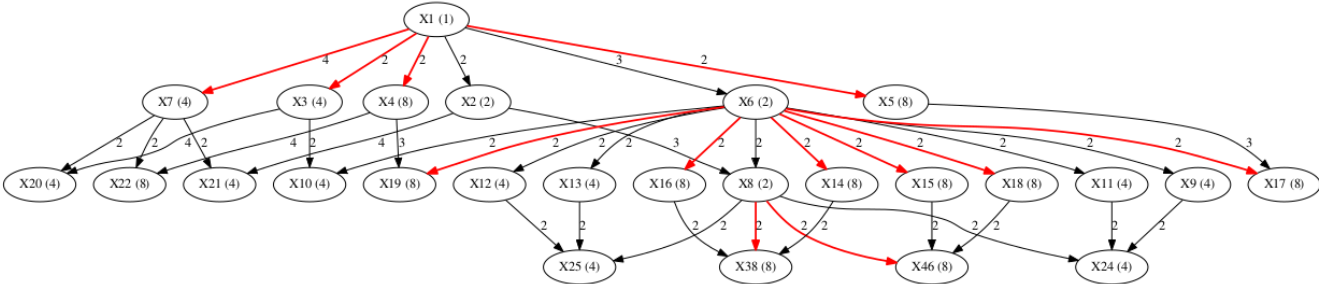 X1 (1)
4 2 2 2 3 2
X7 (4) X3 (4) X4 (8) X2 (2) X6 (2) X5 (8)
2 2 2 4 2 4 3 4 2 2 2 3 2 2 2 2 2 2 2 2 3
X20 (4) X22 (8) X21 (4) X10 (4) X19 (8) X12 (4) X13 (4) X16 (8) X8 (2) X14 (8) X15 (8) X18 (8) X11 (4) X9 (4) X17 (8)
2 2 2 2 2 2 2 2 2 2 2 2
X25 (4) X38 (8) X46 (8) X24 (4)